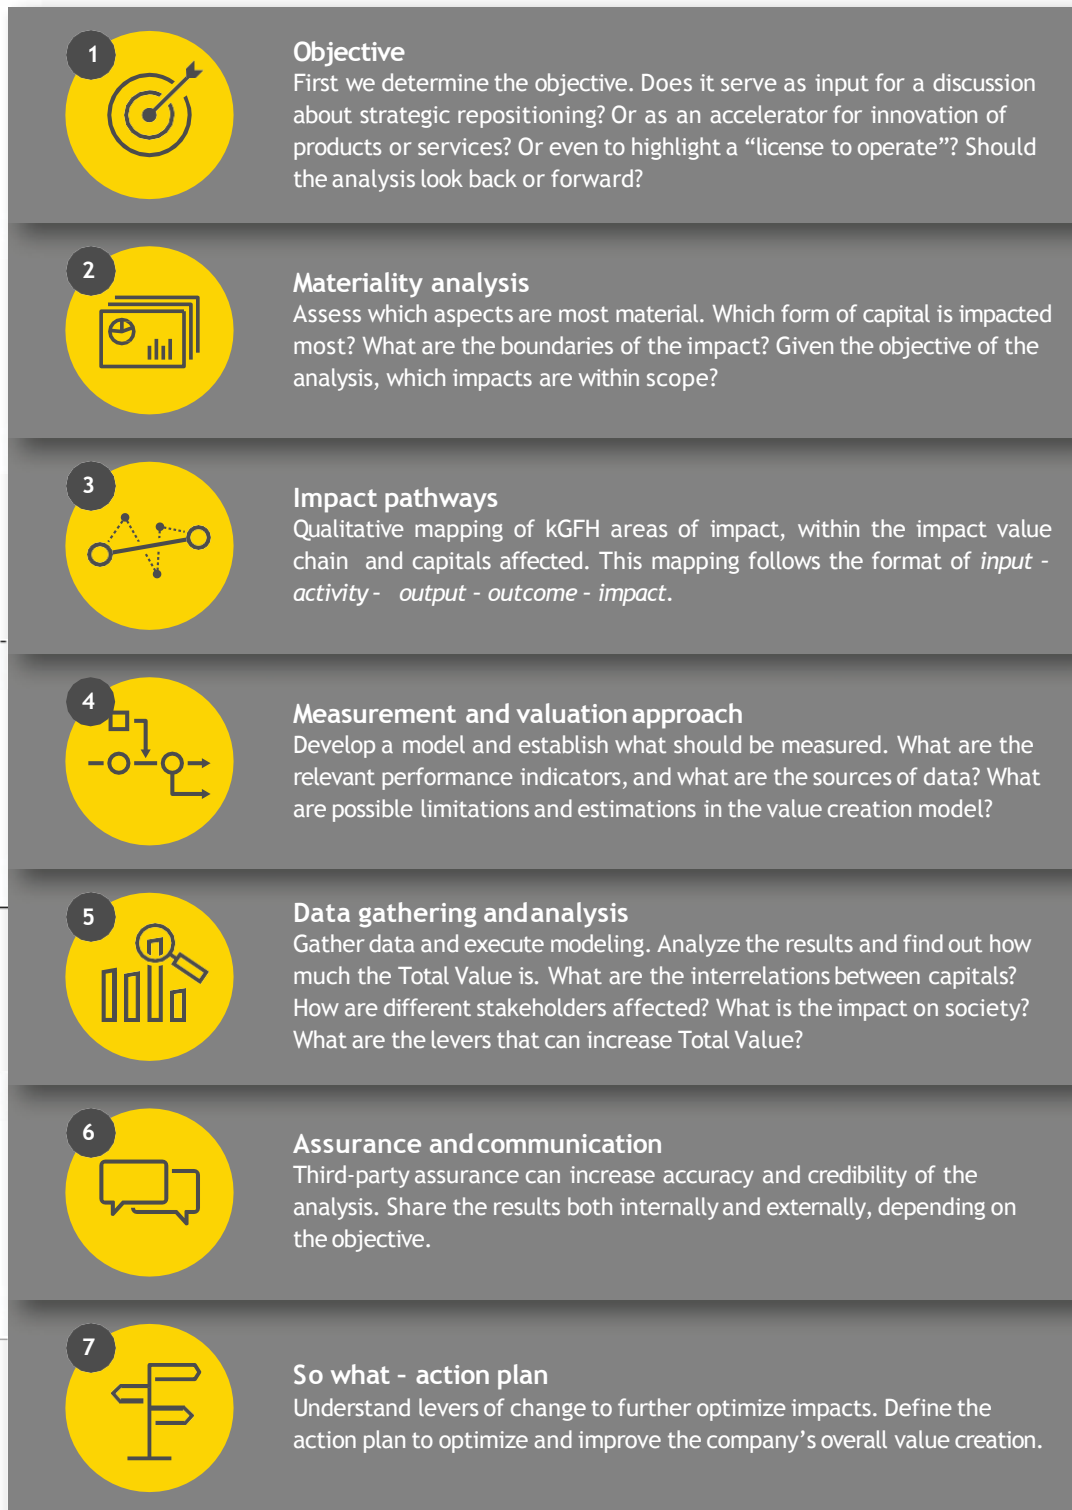 1
Objective
First we determine the objective. Does it serve as input for a discussion
about strategic repositioning? Or as an accelerator for innovation of
products or services? Or even to highlight a “license to operate”? Should
the analysis look back or forward?
2
Materiality analysis
Assess which aspects are most material. Which form of capital is impacted
most? What are the boundaries of the impact? Given the objective of the
analysis, which impacts are within scope?
3
Impact pathways
Qualitative mapping of kGFH areas of impact, within the impact value
chain and capitals affected. This mapping follows the format of input –
activity – output – outcome – impact.
4
Measurement and valuation approach
Develop a model and establish what should be measured. What are the
relevant performance indicators, and what are the sources of data? What
are possible limitations and estimations in the value creation model?
5
Data gathering andanalysis
Gather data and execute modeling. Analyze the results and find out how
much the Total Value is. What are the interrelations between capitals?
How are different stakeholders affected? What is the impact on society?
What are the levers that can increase Total Value?
6
Assurance and communication
Third-party assurance can increase accuracy and credibility of the
analysis. Share the results both internally and externally, depending on
the objective.
7
So what – action plan
Understand levers of change to further optimize impacts. Define the
action plan to optimize and improve the company’s overall value creation.